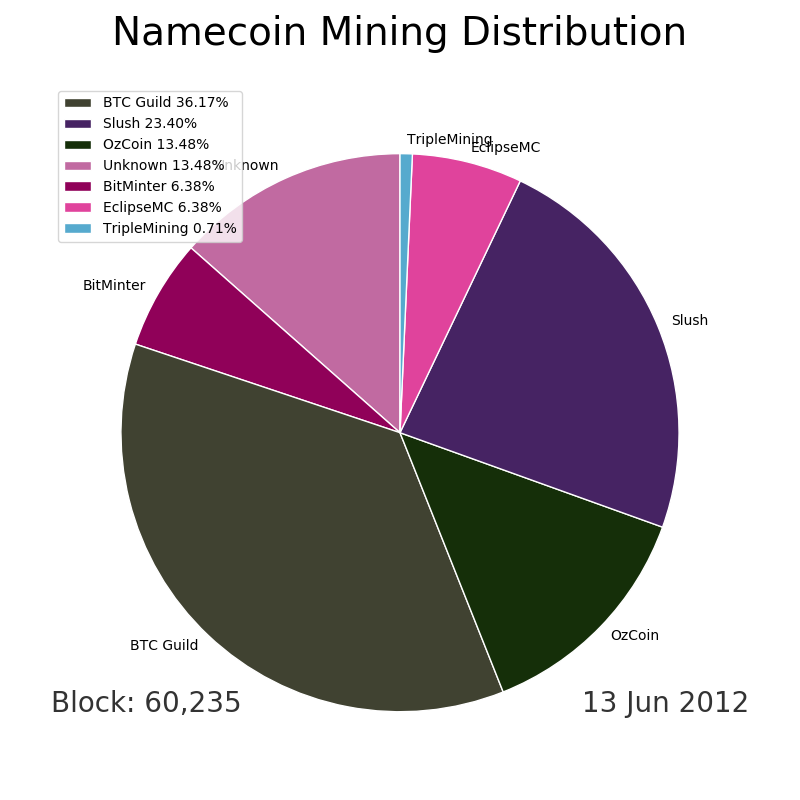 Namecoin Mining Distribution
BTC Guild 36.17%
Slush 23.40%
OzCoin 13.48%
Unknown 13.48%
BitMinter 6.38%
EclipseMC 6.38%
TripleMining 0.71%
TripleMining
EclipseMC
Unknown
BitMinter
Slush
OzCoin
BTC Guild
Block: 60,235
13 Jun 2012